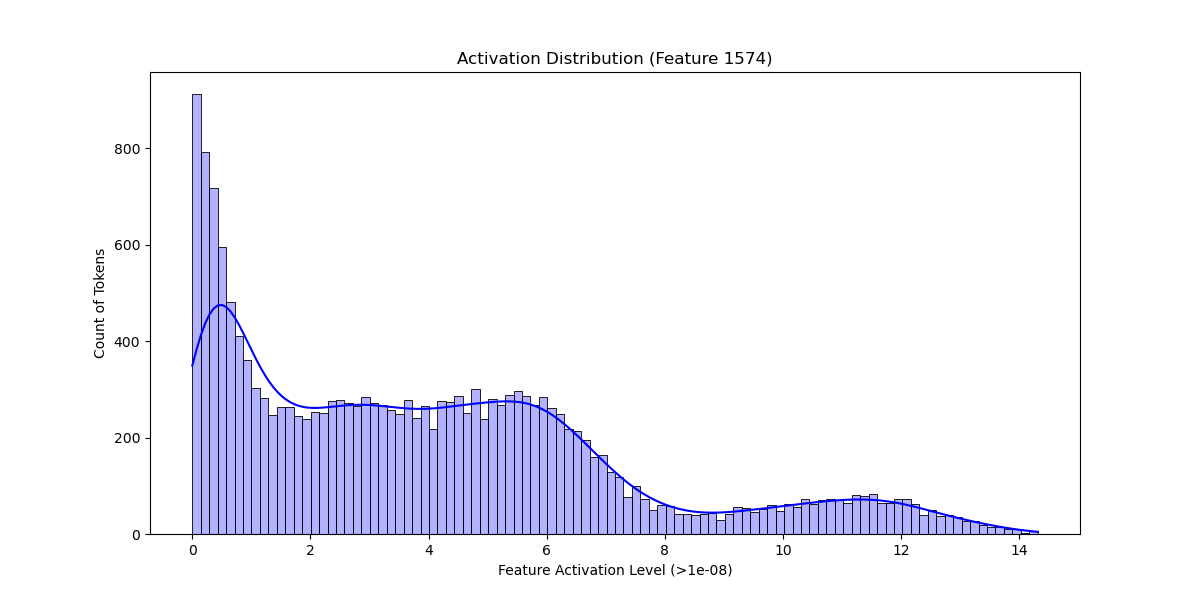 Activation Distribution (Feature 1574)
Count of Tokens
800
600
400
200
0
0 2 4 6 8 10 12 14
Feature Activation Level (>1e-08)